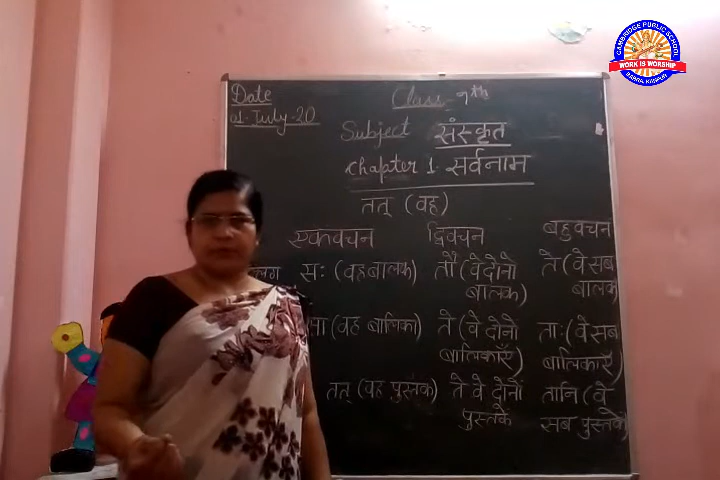 CAMBRIDGE PUBLIC SCHOOL
WORK IS WORSHIP
Date
Class - 9th
01. July-20
Subject संस्कृत
Chapter 1. सर्वनाम
तत् (वह)
एकवचन द्विवचन बहुवचन
सः (वह बालक) तौ (वे दोनो बालक) ते (वे सब बालक
सा (वह बालिका) ते (वे दोनो बालिकाएँ) ताः (वे सब बालिकाएँ)
तत् (वह पुस्तक) ते वे दोनों पुस्तके तानि (वे सब पुस्तके)